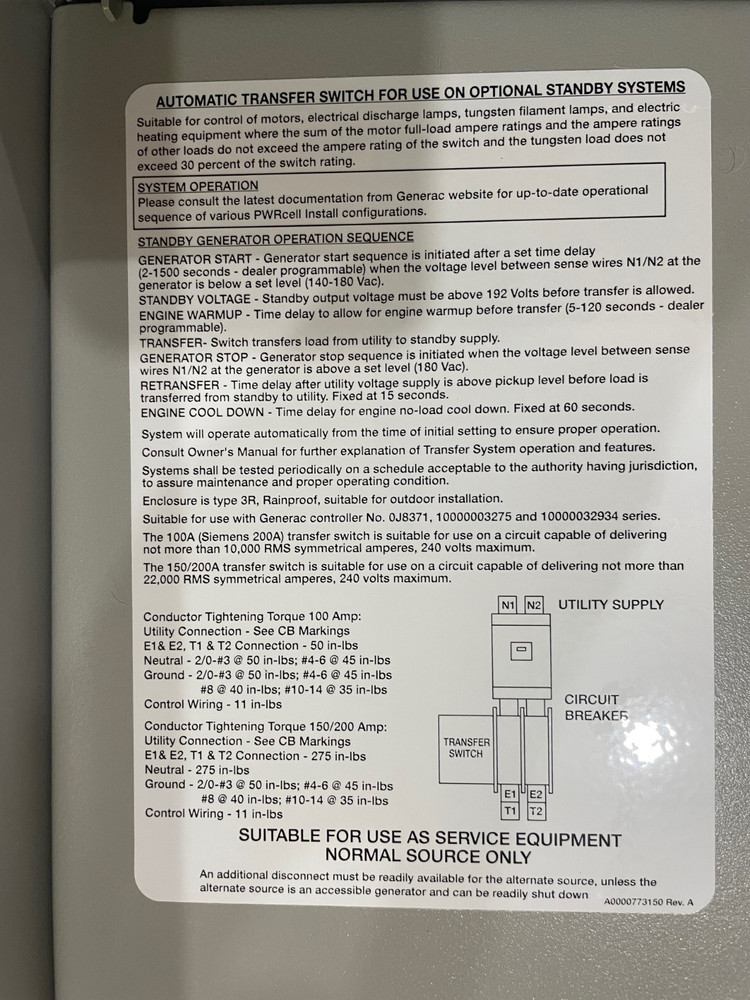 AUTOMATIC TRANSFER SWITCH FOR USE ON OPTIONAL STANDBY SYSTEMS
Suitable for control of motors, electrical discharge lamps, tungsten filament lamps, and electric
heating equipment where the sum of the motor full-load ampere ratings and the ampere ratings
of other loads do not exceed the ampere rating of the switch and the tungsten load does not
exceed 30 percent of the switch rating.
SYSTEM OPERATION
Please consult the latest documentation from Generac website for up-to-date operational
sequence of various PWRcell Install configurations.
STANDBY GENERATOR OPERATION SEQUENCE
GENERATOR START - Generator start sequence is initiated after a set time delay
(2-1500 seconds - dealer programmable) when the voltage level between sense wires N1/N2 at the
generator is below a set level (140-180 Vac).
STANDBY VOLTAGE - Standby output voltage must be above 192 Volts before transfer is allowed.
ENGINE WARMUP - Time delay to allow for engine warmup before transfer (5-120 seconds - dealer
programmable).
TRANSFER- Switch transfers load from utility to standby supply.
GENERATOR STOP - Generator stop sequence is initiated when the voltage level between sense
wires N1/N2 at the generator is above a set level (180 Vac).
RETRANSFER - Time delay after utility voltage supply is above pickup level before load is
transferred from standby to utility. Fixed at 15 seconds.
ENGINE COOL DOWN - Time delay for engine no-load cool down. Fixed at 60 seconds.
System will operate automatically from the time of initial setting to ensure proper operation.
Consult Owner's Manual for further explanation of Transfer System operation and features.
Systems shall be tested periodically on a schedule acceptable to the authority having jurisdiction,
to assure maintenance and proper operating condition.
Enclosure is type 3R, Rainproof, suitable for outdoor installation.
Suitable for use with Generac controller No. 0J8371, 10000003275 and 10000032934 series.
The 100A (Siemens 200A) transfer switch is suitable for use on a circuit capable of delivering
not more than 10,000 RMS symmetrical amperes, 240 volts maximum.
The 150/200A transfer switch is suitable for use on a circuit capable of delivering not more than
22,000 RMS symmetrical amperes, 240 volts maximum.
Conductor Tightening Torque 100 Amp:
Utility Connection - See CB Markings
E1& E2, T1 & T2 Connection - 50 in-lbs
Neutral - 2/0-#3 @ 50 in-lbs; #4-6 @ 45 in-lbs
Ground - 2/0-#3 @ 50 in-lbs; #4-6 @ 45 in-lbs
#8 @ 40 in-lbs; #10-14 @ 35 in-lbs
Control Wiring - 11 in-lbs
Conductor Tightening Torque 150/200 Amp:
Utility Connection - See CB Markings
E1& E2, T1 & T2 Connection - 275 in-lbs
Neutral - 275 in-lbs
Ground - 2/0-#3 @ 50 in-lbs; #4-6 @ 45 in-lbs
#8 @ 40 in-lbs; #10-14 @ 35 in-lbs
Control Wiring - 11 in-lbs
N1 N2 UTILITY SUPPLY
CIRCUIT
BREAKER
TRANSFER
SWITCH
E1 E2
T1 T2
SUITABLE FOR USE AS SERVICE EQUIPMENT
NORMAL SOURCE ONLY
An additional disconnect must be readily available for the alternate source, unless the
alternate source is an accessible generator and can be readily shut down
A0000773150 Rev. A